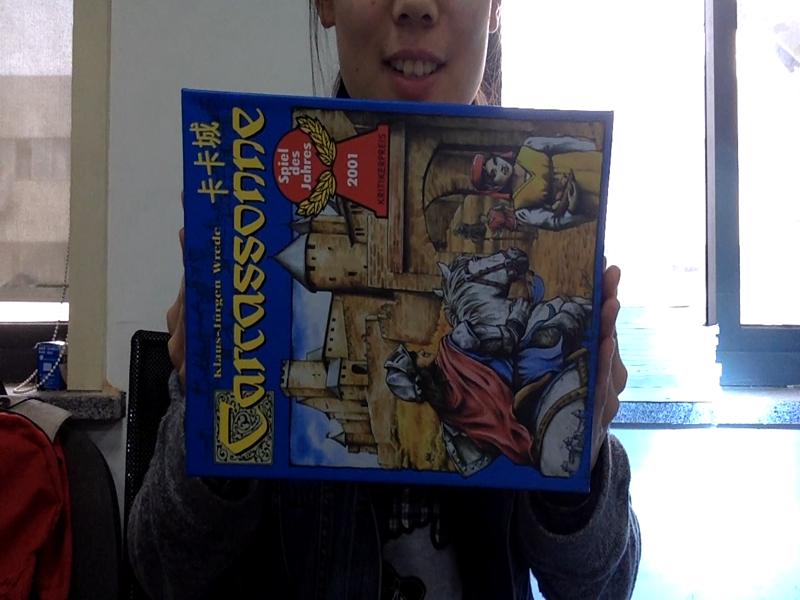 Klaus-Jürgen Wrede
卡卡城
Carcassonne
Spiel
des
Jahres
2001
KRITIKERPREIS